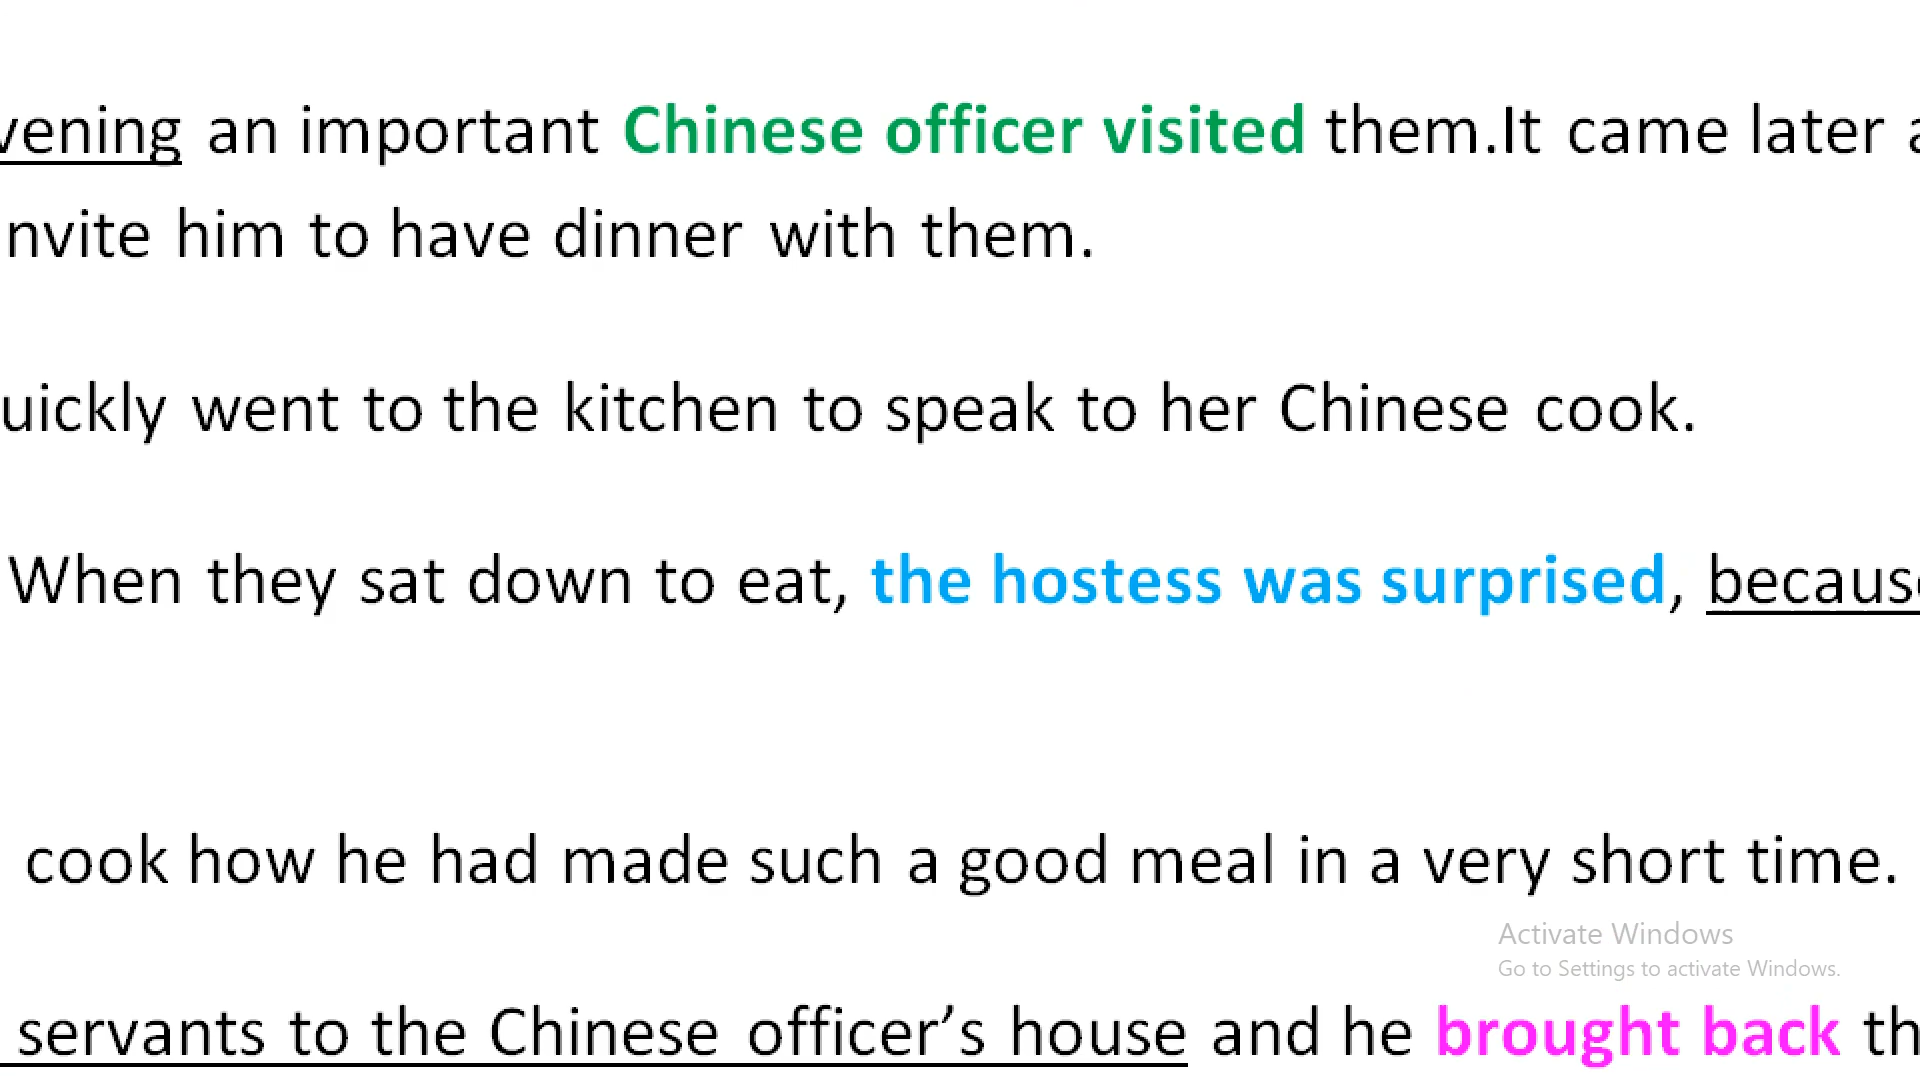 vening an important Chinese officer visited them.It came later a
nvite him to have dinner with them.
uickly went to the kitchen to speak to her Chinese cook.
When they sat down to eat, the hostess was surprised, because
cook how he had made such a good meal in a very short time.
Activate Windows
Go to Settings to activate Windows.
servants to the Chinese officer’s house and he brought back th